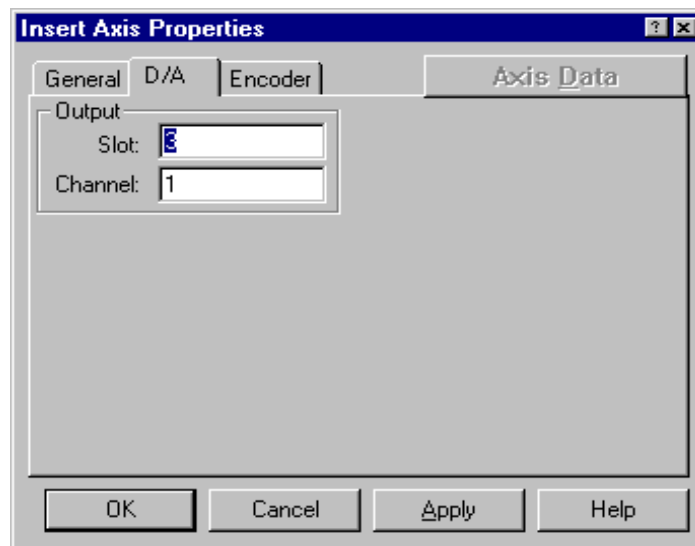 Insert Axis Properties
General D/A Encoder Axis Data
Output
Slot: 3
Channel: 1
OK Cancel Apply Help